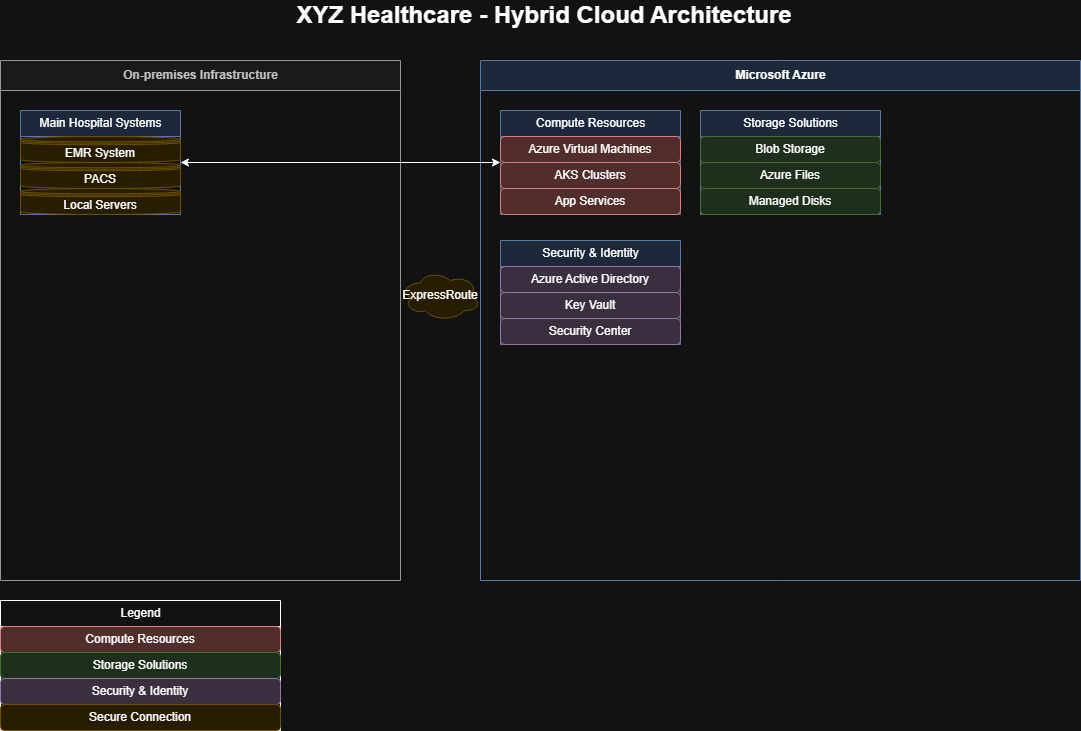 XYZ Healthcare - Hybrid Cloud Architecture
On-premises Infrastructure
Main Hospital Systems
EMR System
PACS
Local Servers
ExpressRoute
Microsoft Azure
Compute Resources
Azure Virtual Machines
AKS Clusters
App Services
Storage Solutions
Blob Storage
Azure Files
Managed Disks
Security & Identity
Azure Active Directory
Key Vault
Security Center
Legend
Compute Resources
Storage Solutions
Security & Identity
Secure Connection